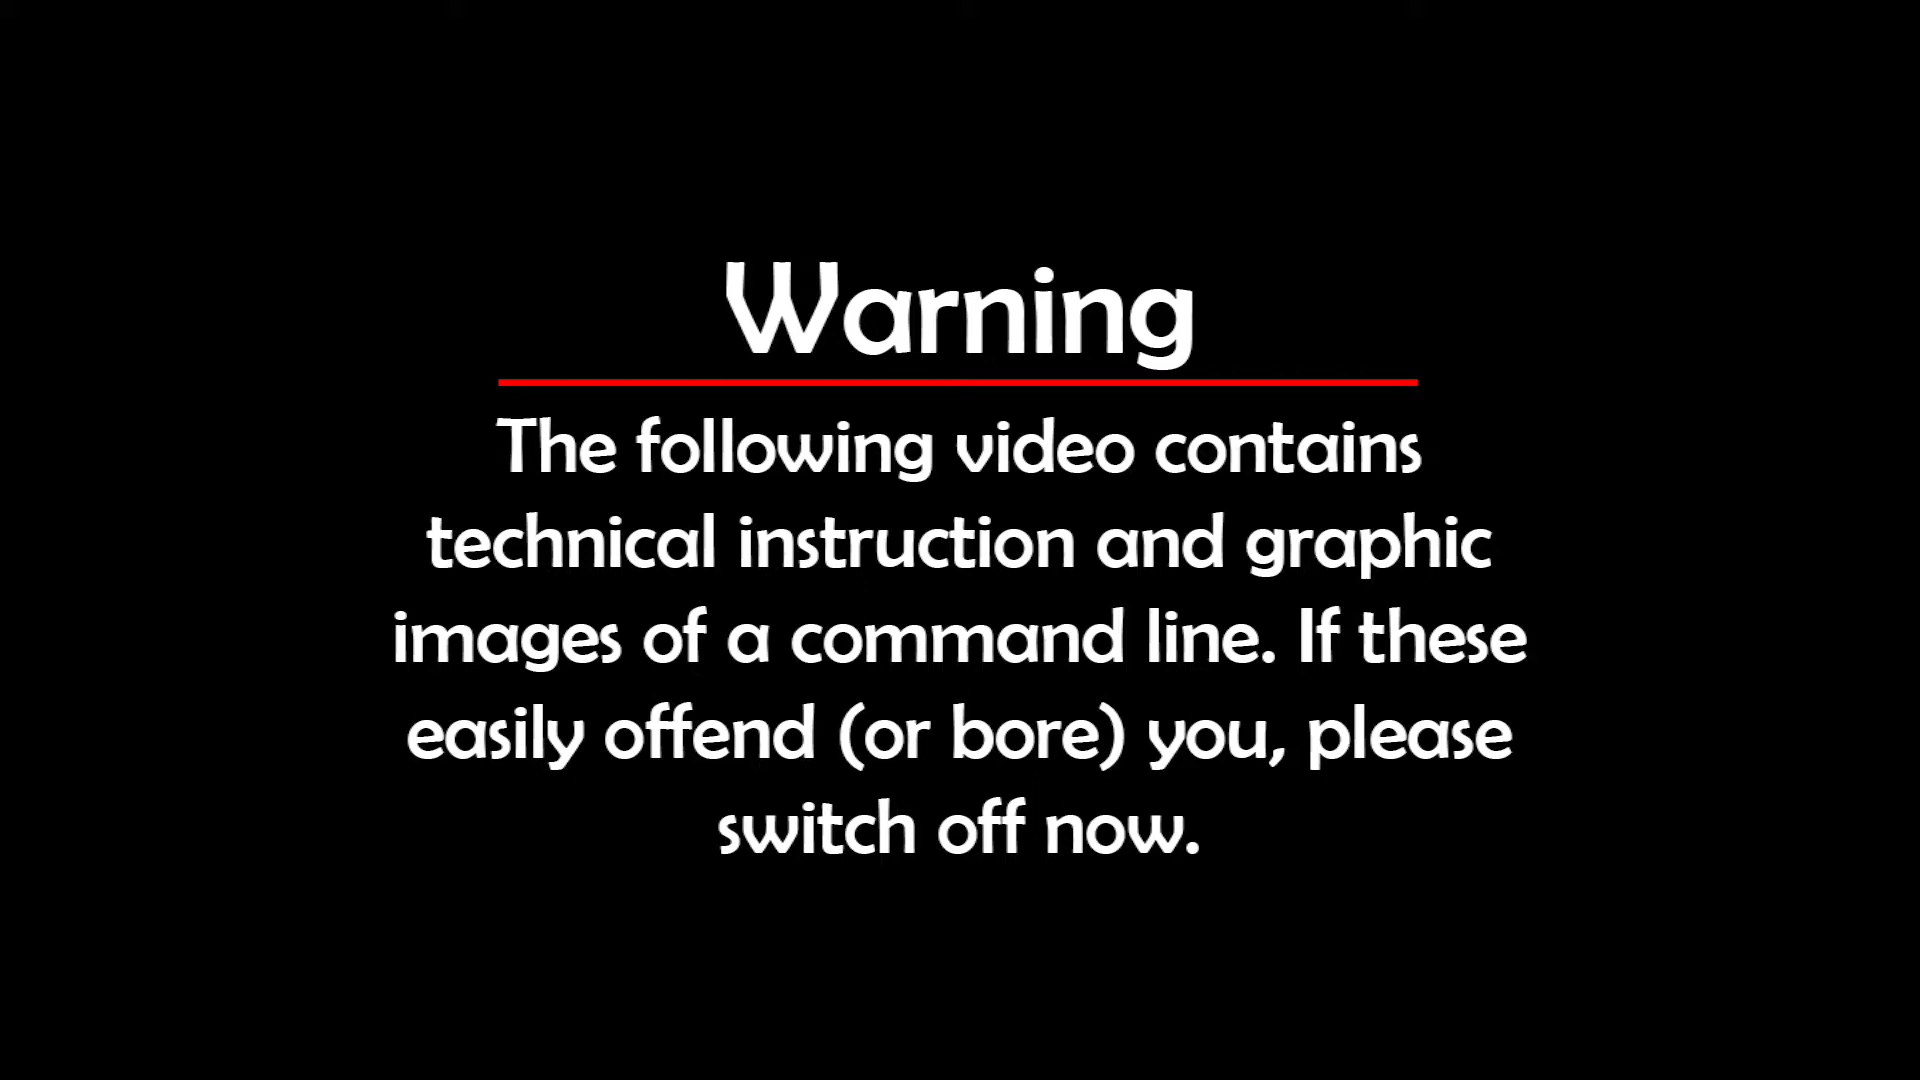 Warning
The following video contains
technical instruction and graphic
images of a command line. If these
easily offend (or bore) you, please
switch off now.